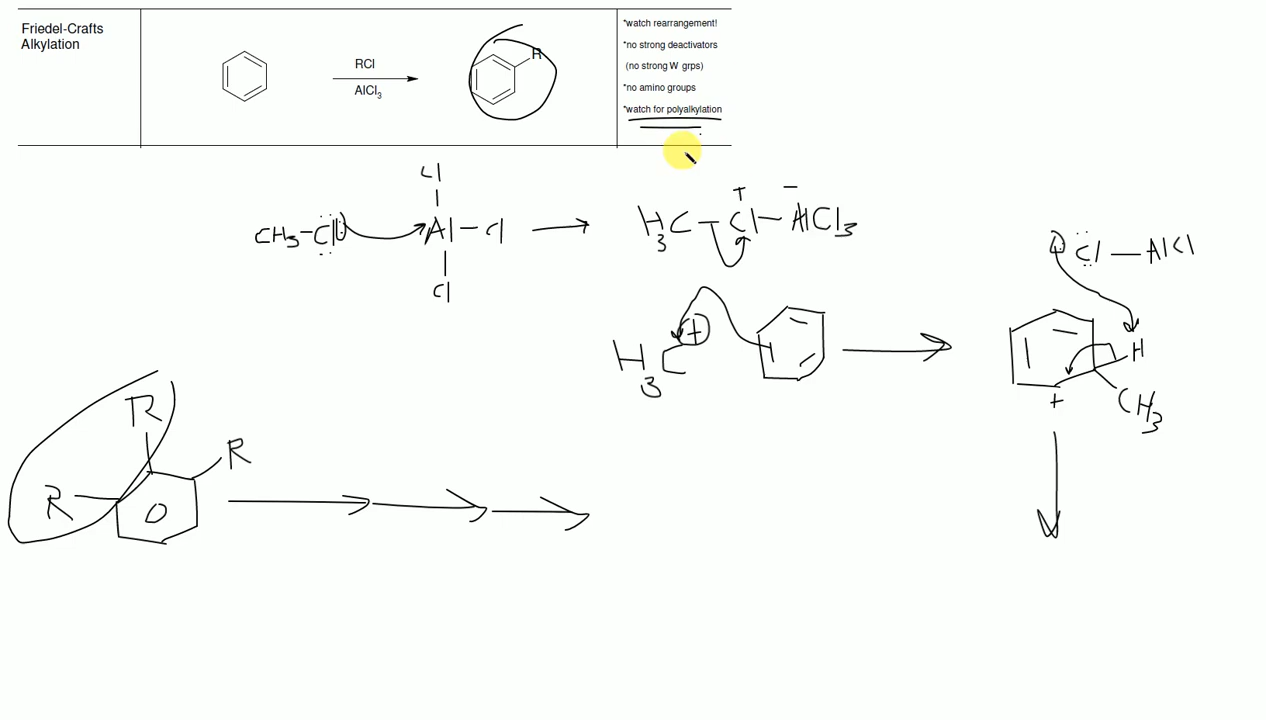 Friedel-Crafts
Alkylation
RCl
AlCl3
R
*watch rearrangement!
*no strong deactivators
(no strong W grps)
*no amino groups
*watch for polyalkylation
Cl
CH3-Cl Al-Cl
Cl
+ −
H3C-Cl-AlCl3
Cl-AlCl
H3C +
H
+
CH3
R
R
R